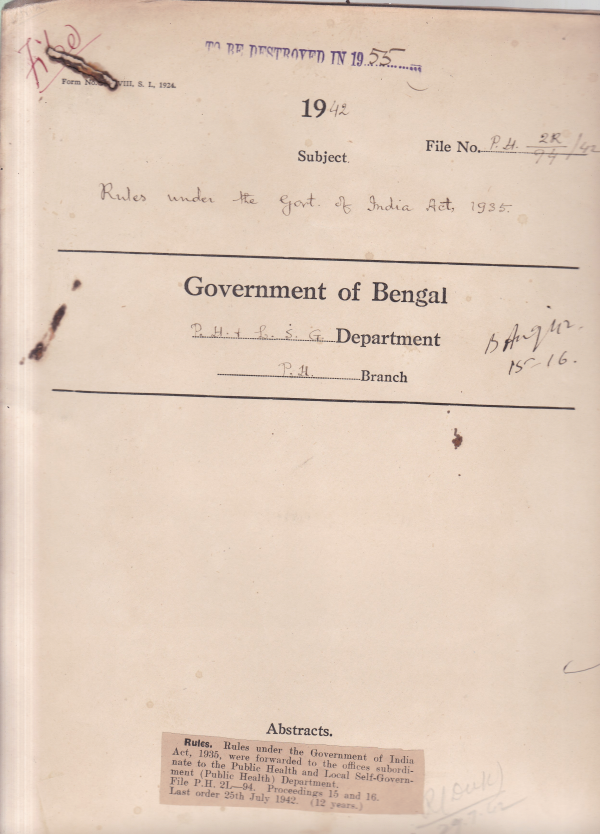 Filed
TO BE DESTROYED IN 1955
Form No. VIII, S. I., 1924.
1942
File No. P.H. 2R/94/42
Subject.
Rules under the Govt. of India Act, 1935.
Government of Bengal
P. H. & L. S. G. Department
P.H. Branch
15-16.
Abstracts.
Rules. Rules under the Government of India
Act, 1935, were forwarded to the offices subordi-
nate to the Public Health and Local Self-Govern-
ment (Public Health) Department.
File P.H. 2L—94. Proceedings 15 and 16.
Last order 25th July 1942. (12 years.)